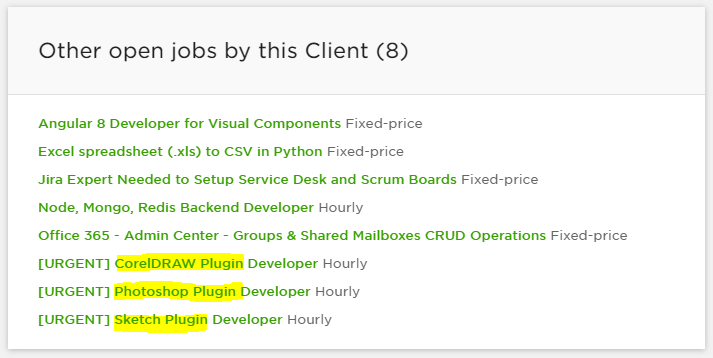 Other open jobs by this Client (8)
Angular 8 Developer for Visual Components Fixed-price
Excel spreadsheet (.xls) to CSV in Python Fixed-price
Jira Expert Needed to Setup Service Desk and Scrum Boards Fixed-price
Node, Mongo, Redis Backend Developer Hourly
Office 365 - Admin Center - Groups & Shared Mailboxes CRUD Operations Fixed-price
[URGENT] CorelDRAW Plugin Developer Hourly
[URGENT] Photoshop Plugin Developer Hourly
[URGENT] Sketch Plugin Developer Hourly